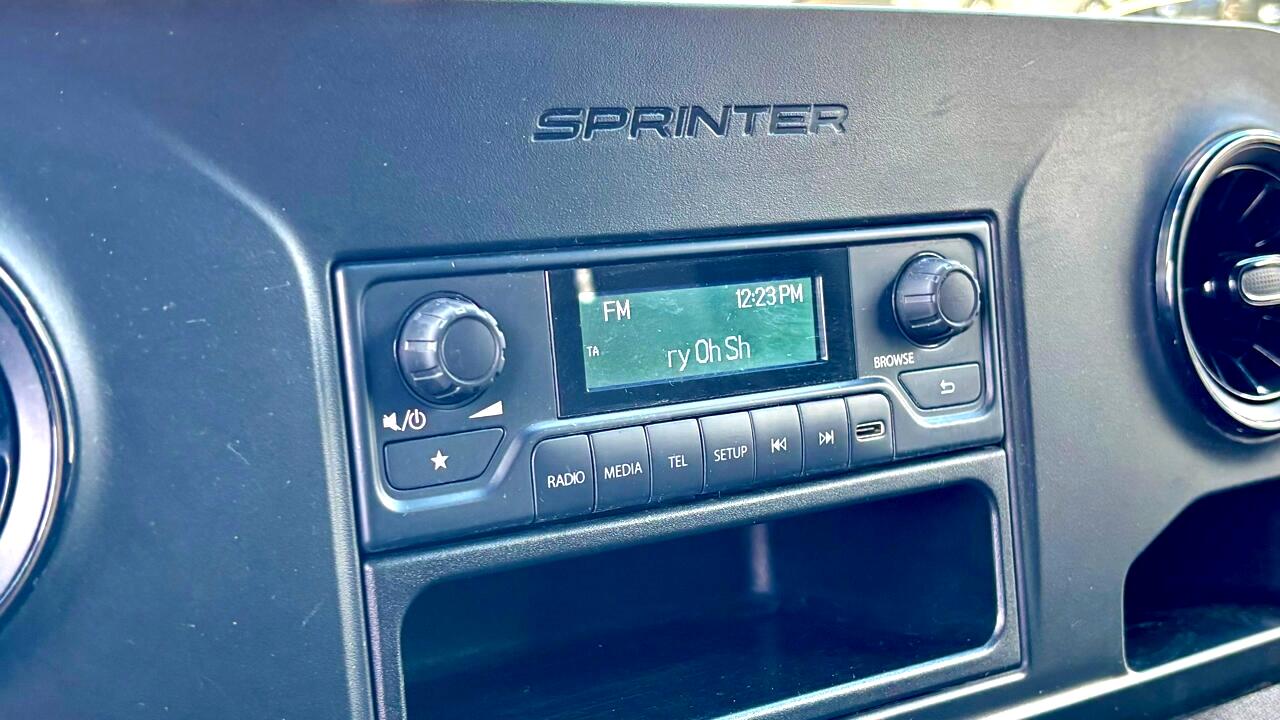 SPRINTER
FM 12:23 PM
TA ry Oh Sh
BROWSE
RADIO MEDIA TEL SETUP